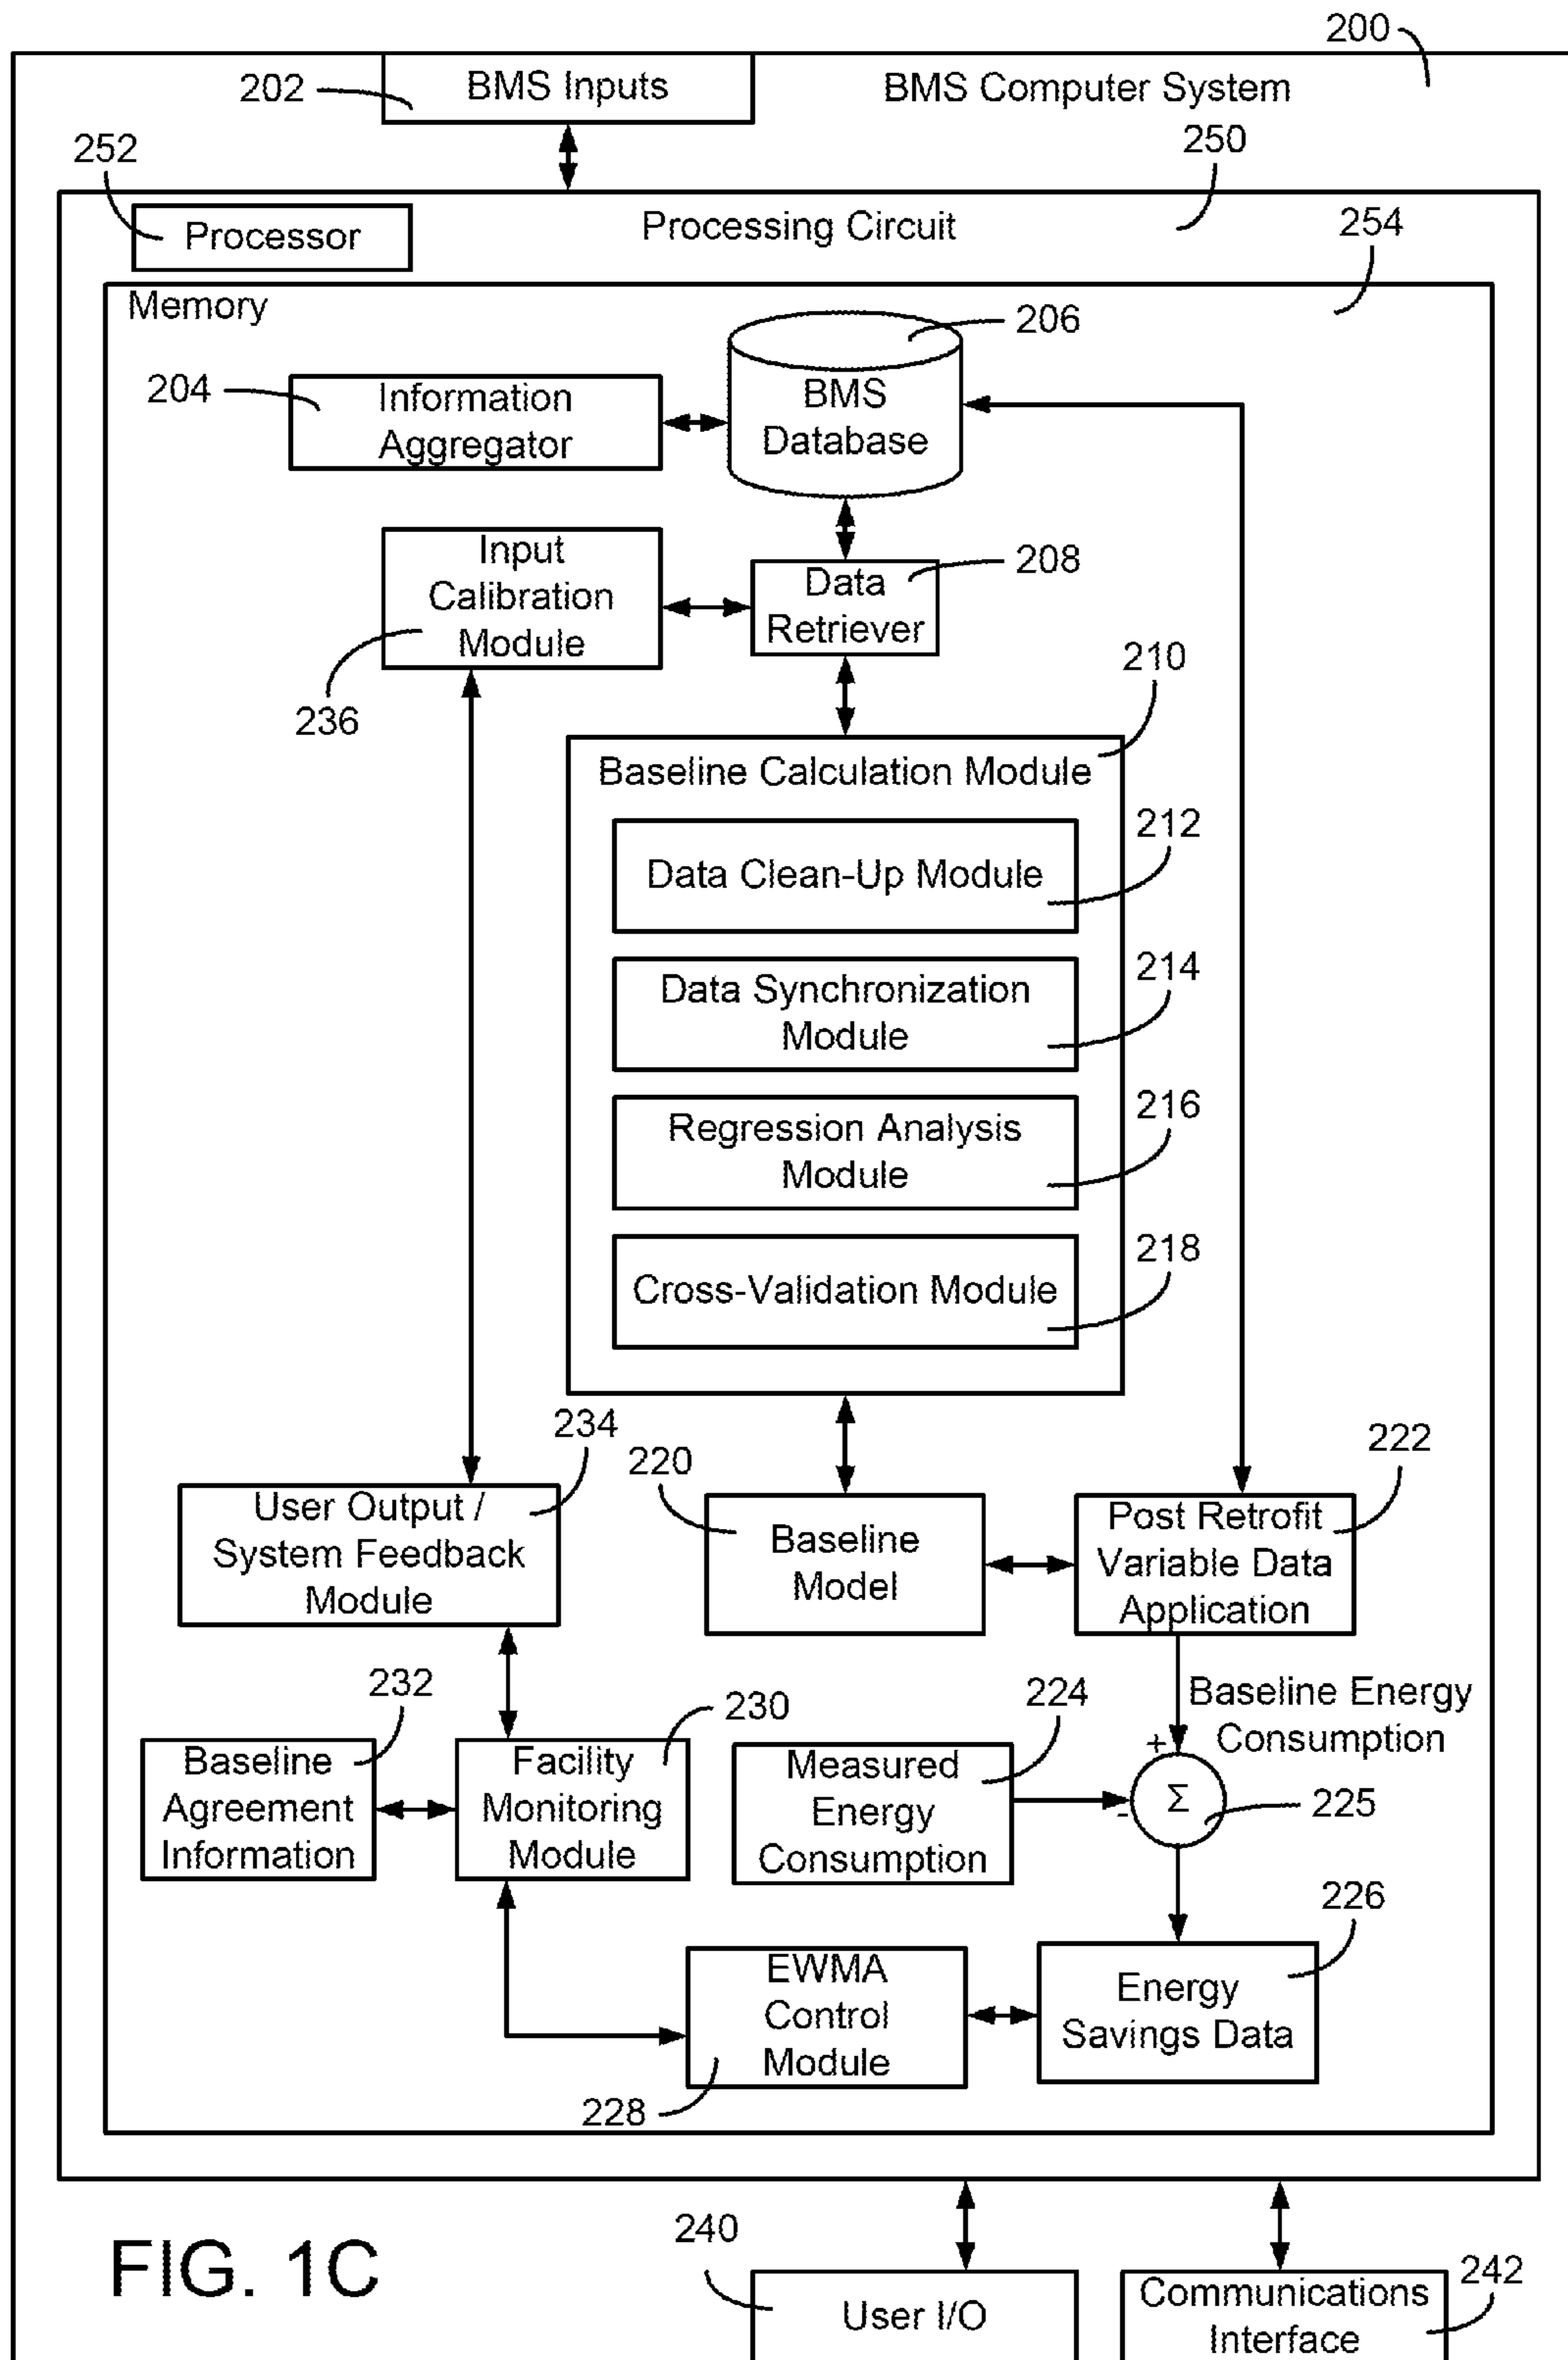 200
202
BMS Inputs
BMS Computer System
252
250
Processor
Processing Circuit
254
Memory
206
204
Information
Aggregator
BMS
Database
Input
Calibration
Module
208
Data
Retriever
236
210
Baseline Calculation Module
212
Data Clean-Up Module
214
Data Synchronization
Module
216
Regression Analysis
Module
218
Cross-Validation Module
234
220
222
User Output /
System Feedback
Module
Baseline
Model
Post Retrofit
Variable Data
Application
232
230
224
Baseline Energy
Consumption
Baseline
Agreement
Information
Facility
Monitoring
Module
Measured
Energy
Consumption
+
-
Σ
225
226
EWMA
Control
Module
Energy
Savings Data
228
FIG. 1C
240
User I/O
242
Communications
Interface